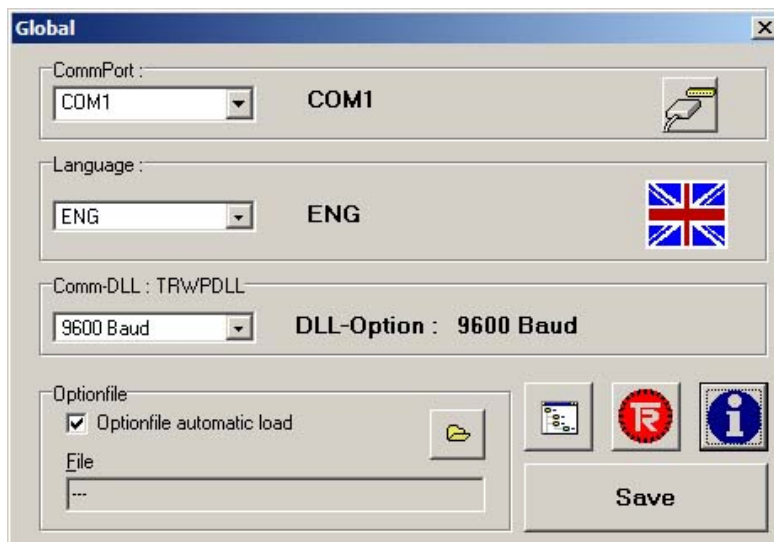 Global
CommPort :
COM1
COM1
Language :
ENG
ENG
Comm-DLL : TRWPDLL
9600 Baud
DLL-Option : 9600 Baud
Optionfile
Optionfile automatic load
File
---
TR
i
Save